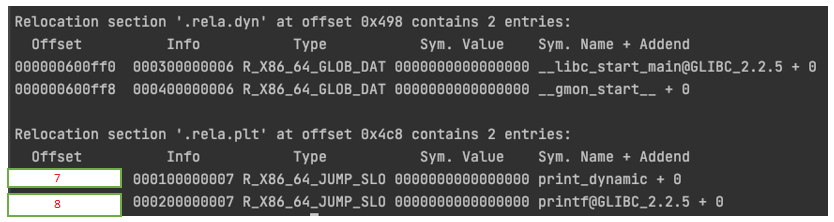 Relocation section '.rela.dyn' at offset 0x498 contains 2 entries:
Offset Info Type Sym. Value Sym. Name + Addend
000000600ff0 000300000006 R_X86_64_GLOB_DAT 0000000000000000 __libc_start_main@GLIBC_2.2.5 + 0
000000600ff8 000400000006 R_X86_64_GLOB_DAT 0000000000000000 __gmon_start__ + 0
Relocation section '.rela.plt' at offset 0x4c8 contains 2 entries:
Offset Info Type Sym. Value Sym. Name + Addend
7 000100000007 R_X86_64_JUMP_SLO 0000000000000000 print_dynamic + 0
8 000200000007 R_X86_64_JUMP_SLO 0000000000000000 printf@GLIBC_2.2.5 + 0